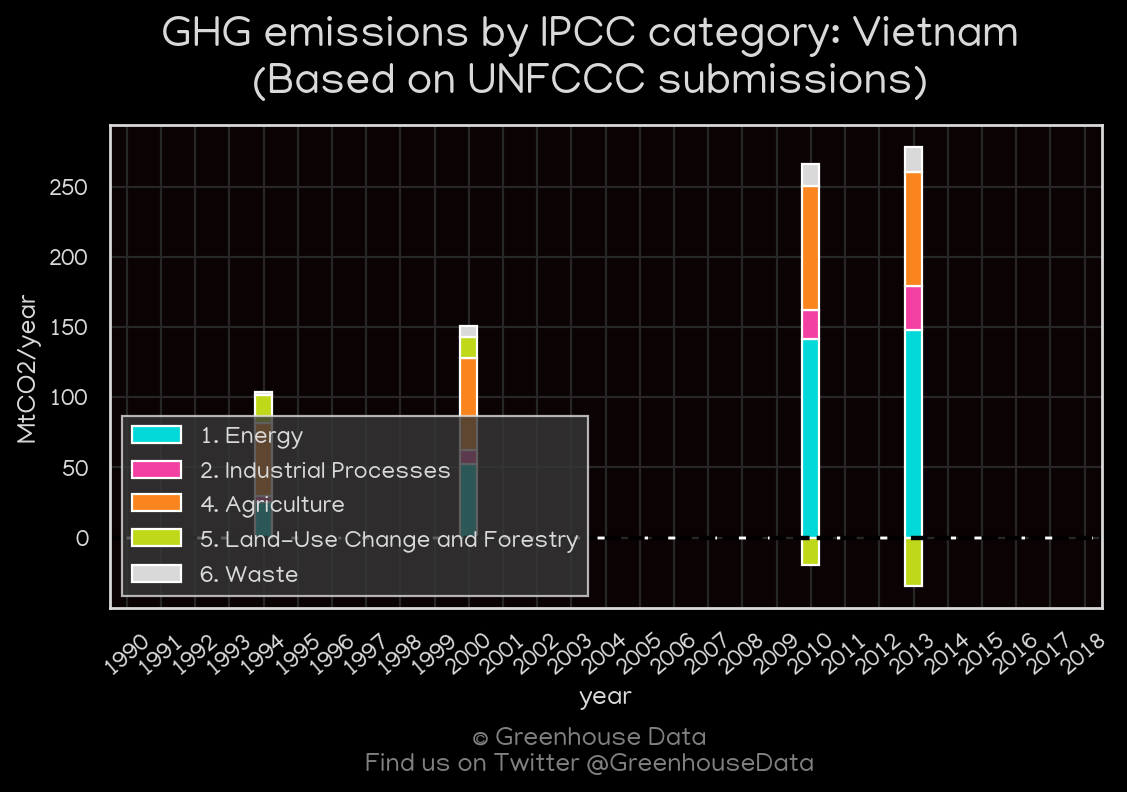 GHG emissions by IPCC category: Vietnam
(Based on UNFCCC submissions)
MtCO2/year
250
200
150
100
50
0
1. Energy
2. Industrial Processes
4. Agriculture
5. Land-Use Change and Forestry
6. Waste
1990 1991 1992 1993 1994 1995 1996 1997 1998 1999 2000 2001 2002 2003 2004 2005 2006 2007 2008 2009 2010 2011 2012 2013 2014 2015 2016 2017 2018
year
© Greenhouse Data
Find us on Twitter @GreenhouseData